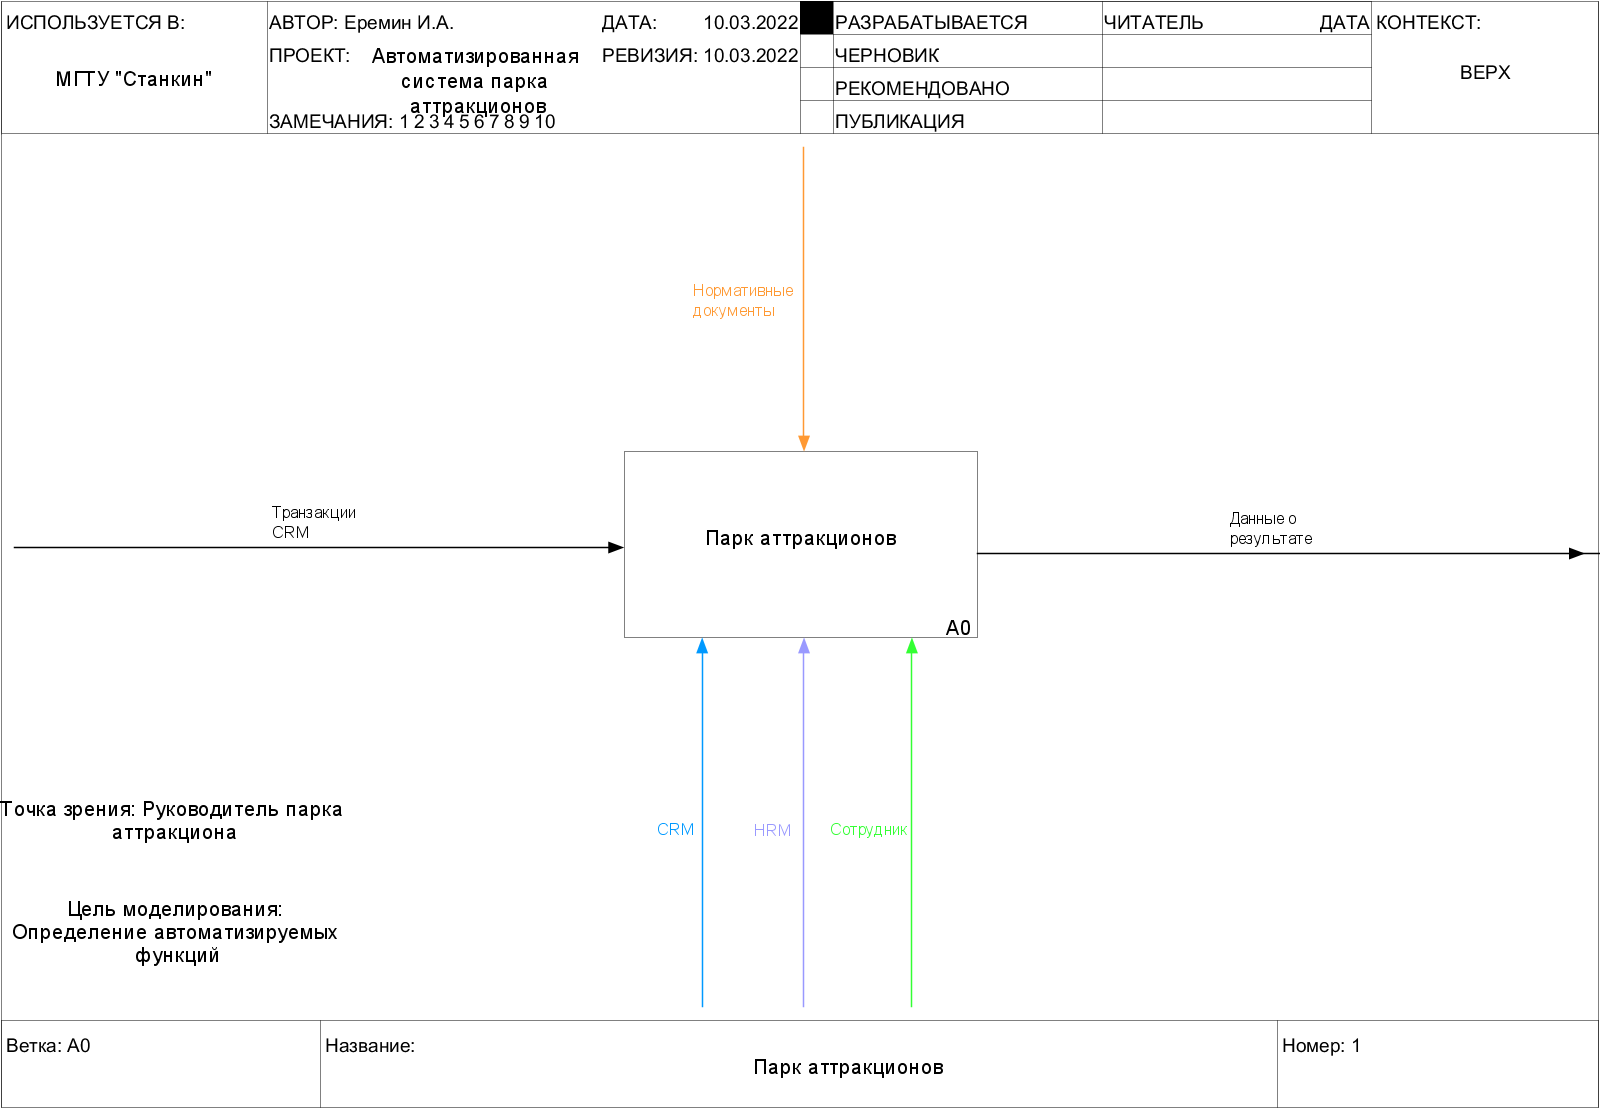 ИСПОЛЬЗУЕТСЯ В:
МГТУ "Станкин"
АВТОР: Еремин И.А.
ДАТА: 10.03.2022
ПРОЕКТ: Автоматизированная
система парка
аттракционов
РЕВИЗИЯ: 10.03.2022
ЗАМЕЧАНИЯ: 1 2 3 4 5 6 7 8 9 10
РАЗРАБАТЫВАЕТСЯ
ЧЕРНОВИК
РЕКОМЕНДОВАНО
ПУБЛИКАЦИЯ
ЧИТАТЕЛЬ ДАТА
КОНТЕКСТ:
ВЕРХ
Нормативные
документы
Транзакции
CRM
Парк аттракционов
A0
Данные о
результате
CRM
HRM
Сотрудник
Точка зрения: Руководитель парка
аттракциона
Цель моделирования:
Определение автоматизируемых
функций
Ветка: A0
Название:
Парк аттракционов
Номер: 1